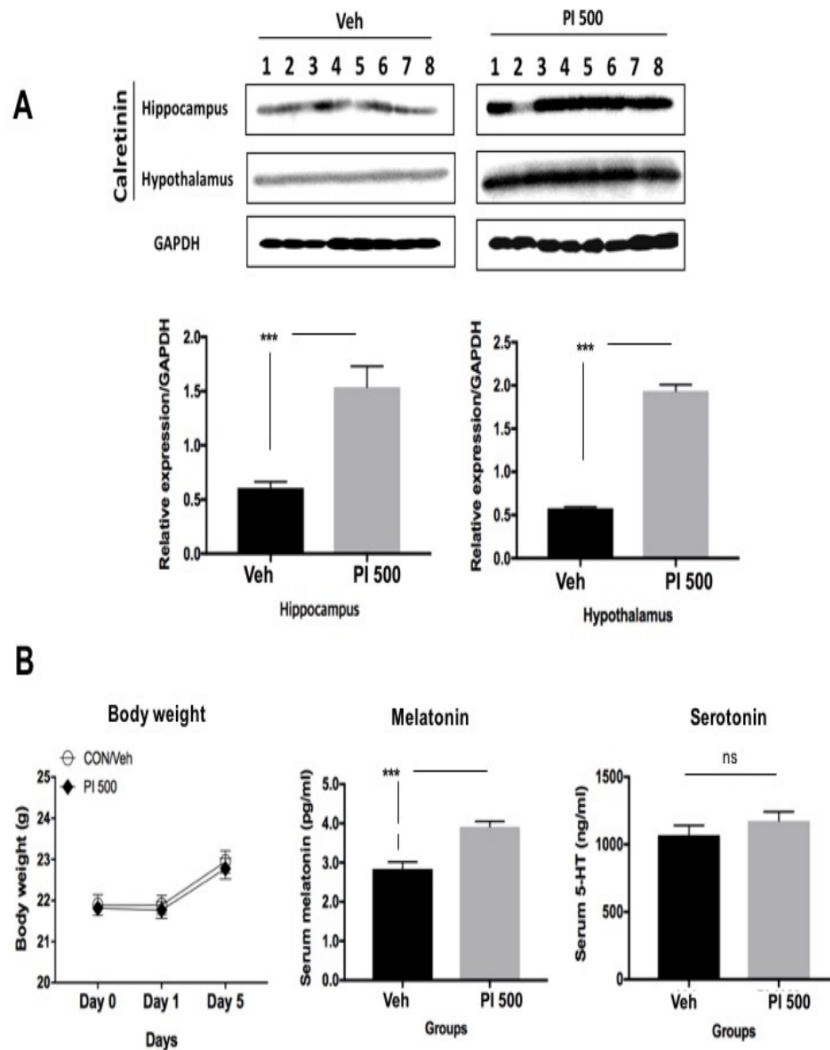 Veh
PI 500
1 2 3 4 5 6 7 8
1 2 3 4 5 6 7 8
A
Calretinin
Hippocampus
Hypothalamus
GAPDH
Relative expression/GAPDH
2.0
1.5
1.0
0.5
0.0
***
Veh
PI 500
Hippocampus
Relative expression/GAPDH
2.5
2.0
1.5
1.0
0.5
0.0
***
Veh
PI 500
Hypothalamus
B
Body weight
CON/Veh
PI 500
Body weight (g)
25
24
23
22
21
20
Day 0
Day 1
Day 5
Days
Melatonin
Serum melatonin (pg/ml)
5.0
4.0
3.0
2.0
1.0
0.0
***
Veh
PI 500
Groups
Serotonin
Serum 5-HT (ng/ml)
1500
1000
500
0
ns
Veh
PI 500
Groups